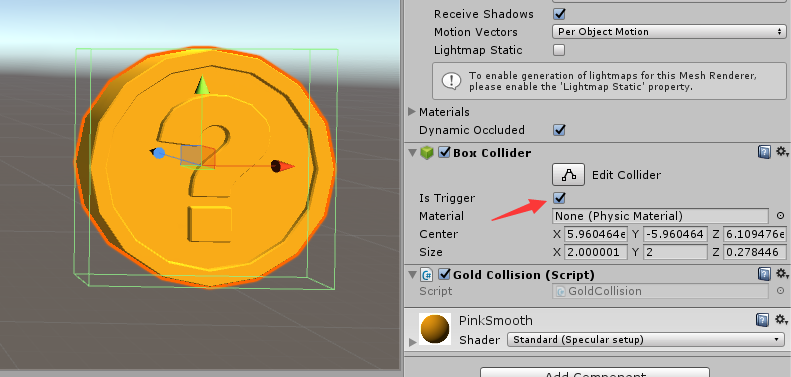 Receive Shadows
Motion Vectors Per Object Motion
Lightmap Static
To enable generation of lightmaps for this Mesh Renderer,
please enable the 'Lightmap Static' property.
Materials
Dynamic Occluded
Box Collider
Edit Collider
Is Trigger
Material None (Physic Material)
Center X 5.960464e Y -5.960464 Z 6.109476e
Size X 2.000001 Y 2 Z 0.278446
Gold Collision (Script)
Script GoldCollision
PinkSmooth
Shader Standard (Specular setup)
Add Component
?